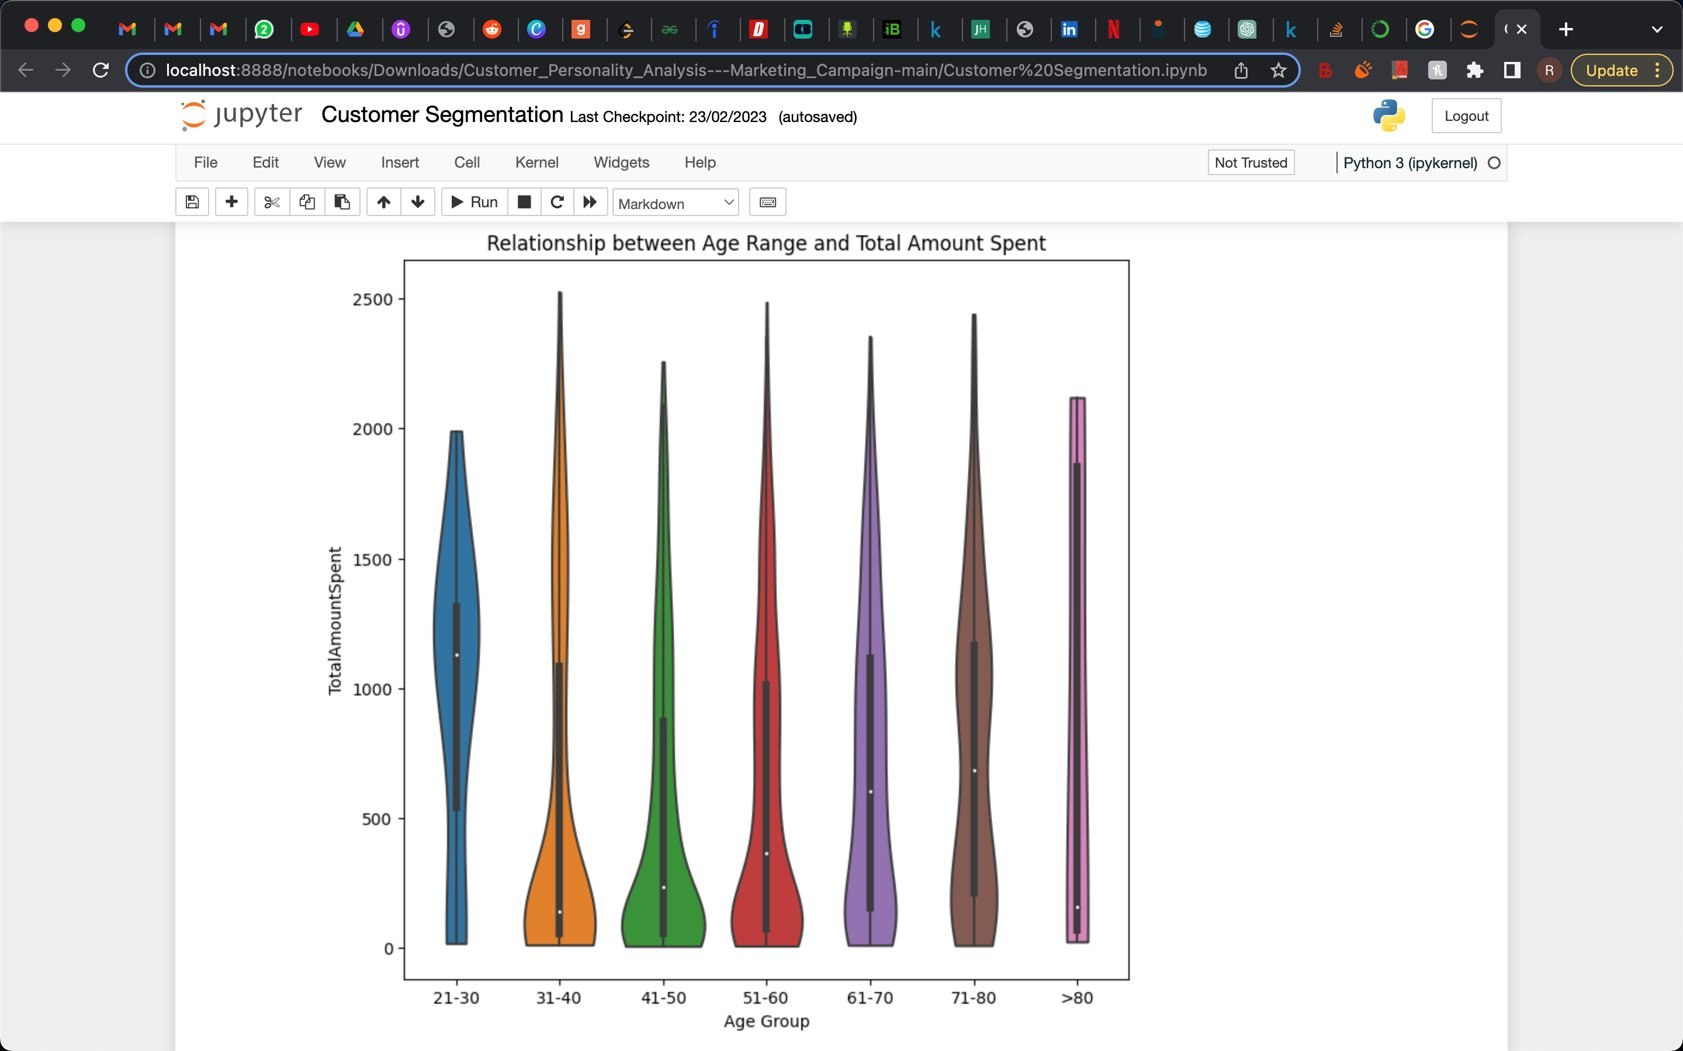 localhost:8888/notebooks/Downloads/Customer_Personality_Analysis---Marketing_Campaign-main/Customer%20Segmentation.ipynb
R
Update
jupyter Customer Segmentation Last Checkpoint: 23/02/2023 (autosaved)
Logout
File Edit View Insert Cell Kernel Widgets Help
Not Trusted
Python 3 (ipykernel)
Run
Markdown
Relationship between Age Range and Total Amount Spent
TotalAmountSpent
2500
2000
1500
1000
500
0
21-30 31-40 41-50 51-60 61-70 71-80 >80
Age Group